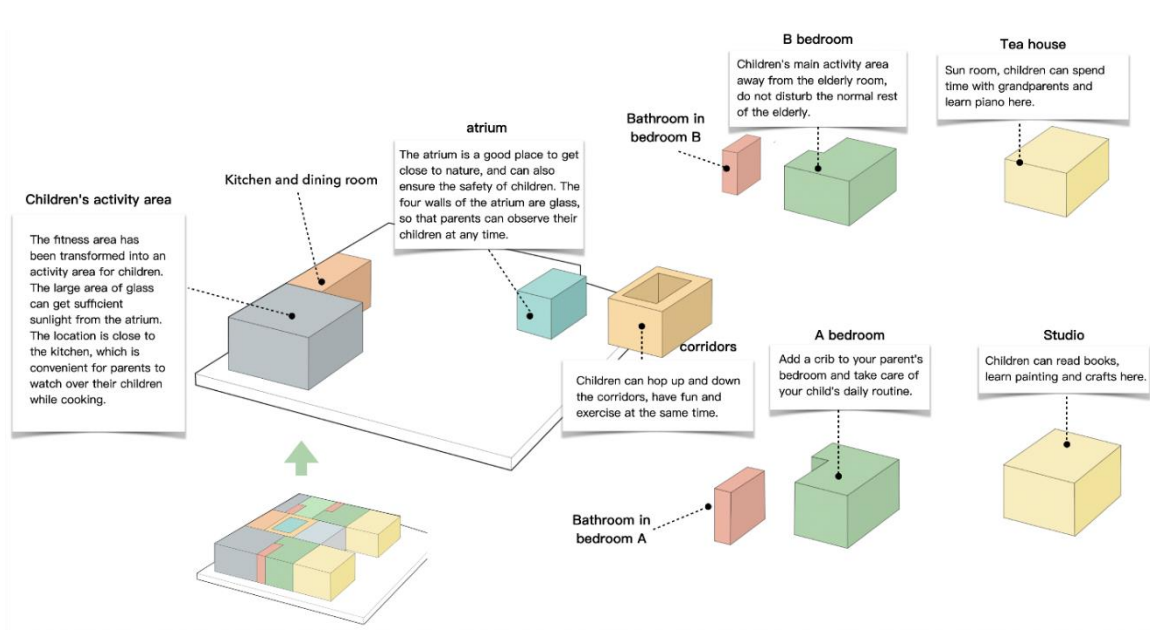 B bedroom
Children's main activity area
away from the elderly room,
do not disturb the normal rest
of the elderly.
Tea house
Sun room, children can spend
time with grandparents and
learn piano here.
Bathroom in
bedroom B
atrium
The atrium is a good place to get
close to nature, and can also
ensure the safety of children. The
four walls of the atrium are glass,
so that parents can observe their
children at any time.
Kitchen and dining room
Children's activity area
The fitness area has
been transformed into an
activity area for children.
The large area of glass
can get sufficient
sunlight from the atrium.
The location is close to
the kitchen, which is
convenient for parents to
watch over their children
while cooking.
corridors
Children can hop up and down
the corridors, have fun and
exercise at the same time.
A bedroom
Add a crib to your parent's
bedroom and take care of
your child's daily routine.
Studio
Children can read books,
learn painting and crafts here.
Bathroom in
bedroom A